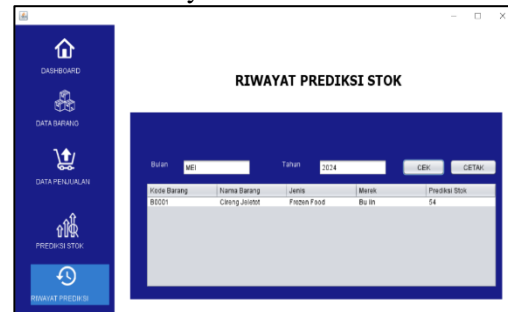 DASHBOARD
DATA BARANG
DATA PENJUALAN
PREDIKSI STOK
RIWAYAT PREDIKSI
RIWAYAT PREDIKSI STOK
Bulan MEI Tahun 2024 CEK CETAK
Kode Barang Nama Barang Jenis Merek Prediksi Stok
B0001 Cireng Jeletot Frozen Food Bu Iin 54